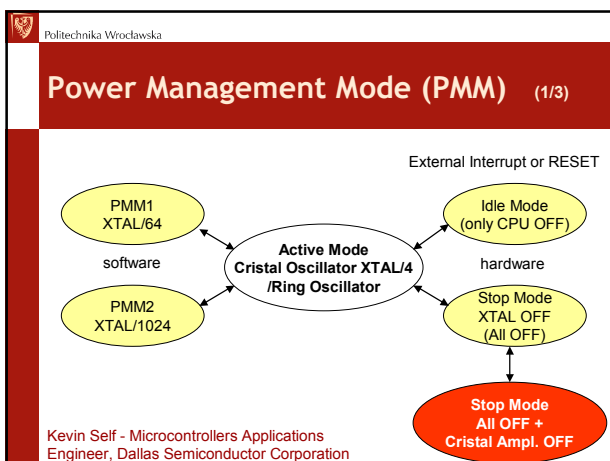 Politechnika Wrocławska
Power Management Mode (PMM) (1/3)
External Interrupt or RESET
PMM1
XTAL/64
Idle Mode
(only CPU OFF)
software
Active Mode
Cristal Oscillator XTAL/4
/Ring Oscillator
hardware
PMM2
XTAL/1024
Stop Mode
XTAL OFF
(All OFF)
Stop Mode
All OFF +
Cristal Ampl. OFF
Kevin Self - Microcontrollers Applications
Engineer, Dallas Semiconductor Corporation